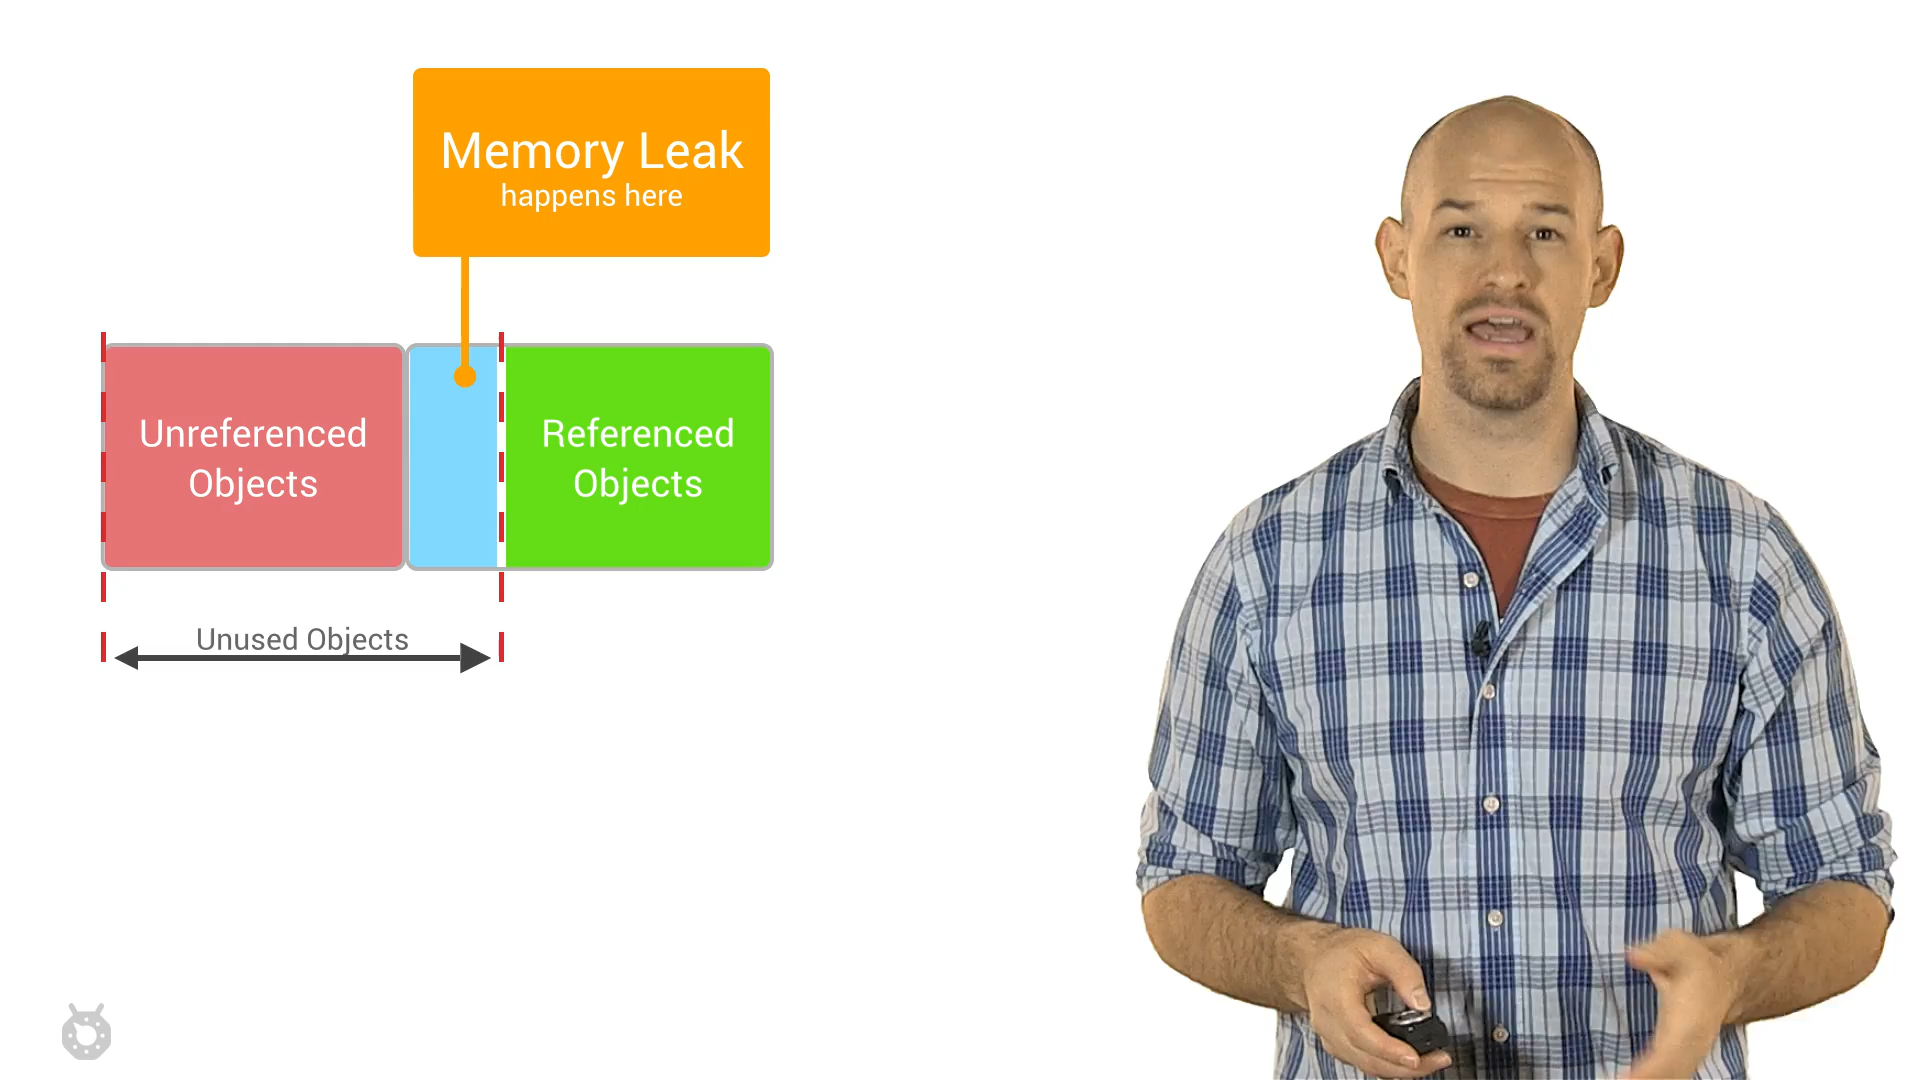 Memory Leak
happens here
Unreferenced
Objects
Referenced
Objects
Unused Objects